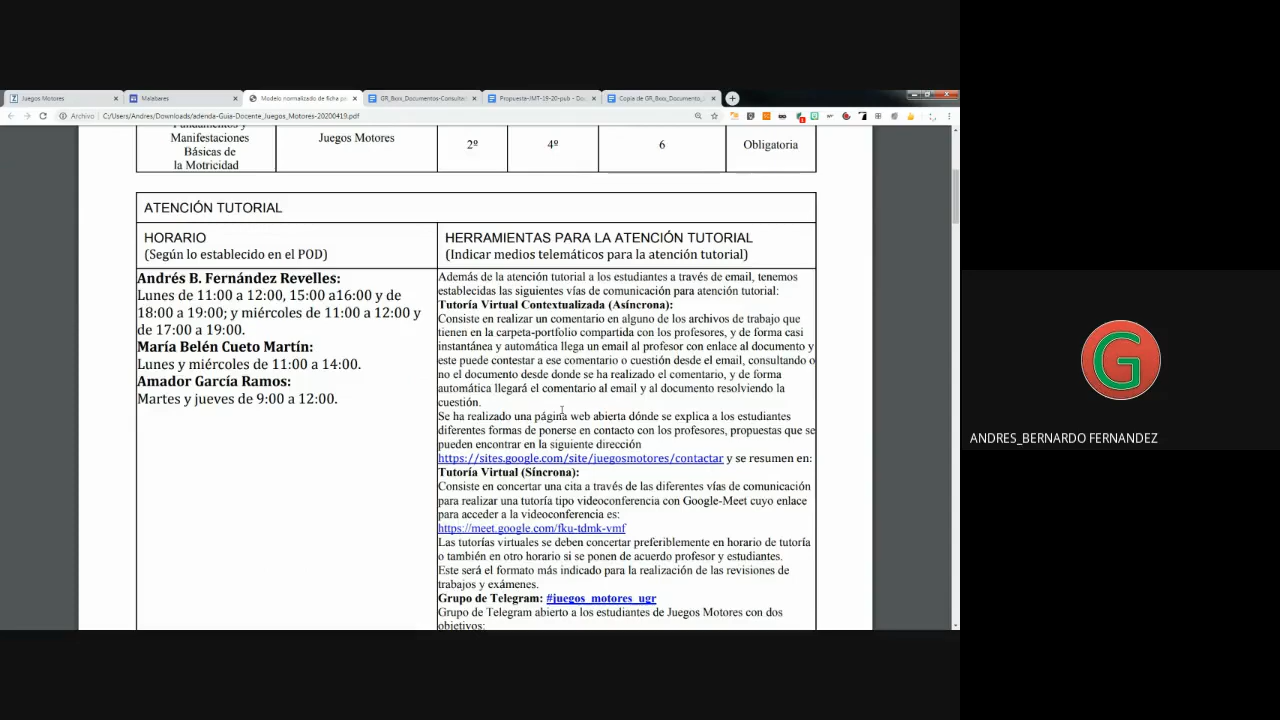 Juegos Motores
Malabares
Modelo normalizado de ficha pa
GR_Bxxx_Documentos-Consultor
Propuesta-JMT-19-20-pub - Doc
Copia de GR_Bxxx_Documento_
Archivo | C:/Users/Andres/Downloads/adenda-Guia-Docente_Juegos_Motores-20200419.pdf
Fundamentos y
Manifestaciones
Básicas de
la Motricidad
Juegos Motores
2º
4º
6
Obligatoria
ATENCIÓN TUTORIAL
HORARIO
(Según lo establecido en el POD)
HERRAMIENTAS PARA LA ATENCIÓN TUTORIAL
(Indicar medios telemáticos para la atención tutorial)
Andrés B. Fernández Revelles:
Lunes de 11:00 a 12:00, 15:00 a16:00 y de
18:00 a 19:00; y miércoles de 11:00 a 12:00 y
de 17:00 a 19:00.
María Belén Cueto Martín:
Lunes y miércoles de 11:00 a 14:00.
Amador García Ramos:
Martes y jueves de 9:00 a 12:00.
Además de la atención tutorial a los estudiantes a través de email, tenemos
establecidas las siguientes vías de comunicación para atención tutorial:
Tutoría Virtual Contextualizada (Asíncrona):
Consiste en realizar un comentario en alguno de los archivos de trabajo que
tienen en la carpeta-portfolio compartida con los profesores, y de forma casi
instantánea y automática llega un email al profesor con enlace al documento y
este puede contestar a ese comentario o cuestión desde el email, consultando o
no el documento desde donde se ha realizado el comentario, y de forma
automática llegará el comentario al email y al documento resolviendo la
cuestión.
Se ha realizado una página web abierta dónde se explica a los estudiantes
diferentes formas de ponerse en contacto con los profesores, propuestas que se
pueden encontrar en la siguiente dirección
https://sites.google.com/site/juegosmotores/contactar y se resumen en:
Tutoría Virtual (Síncrona):
Consiste en concertar una cita a través de las diferentes vías de comunicación
para realizar una tutoría tipo videoconferencia con Google-Meet cuyo enlace
para acceder a la videoconferencia es:
https://meet.google.com/fku-tdmk-vmf
Las tutorías virtuales se deben concertar preferiblemente en horario de tutoría
o también en otro horario si se ponen de acuerdo profesor y estudiantes.
Este será el formato más indicado para la realización de las revisiones de
trabajos y exámenes.
Grupo de Telegram: #juegos_motores_ugr
Grupo de Telegram abierto a los estudiantes de Juegos Motores con dos
objetivos:
G
ANDRES_BERNARDO FERNANDEZ